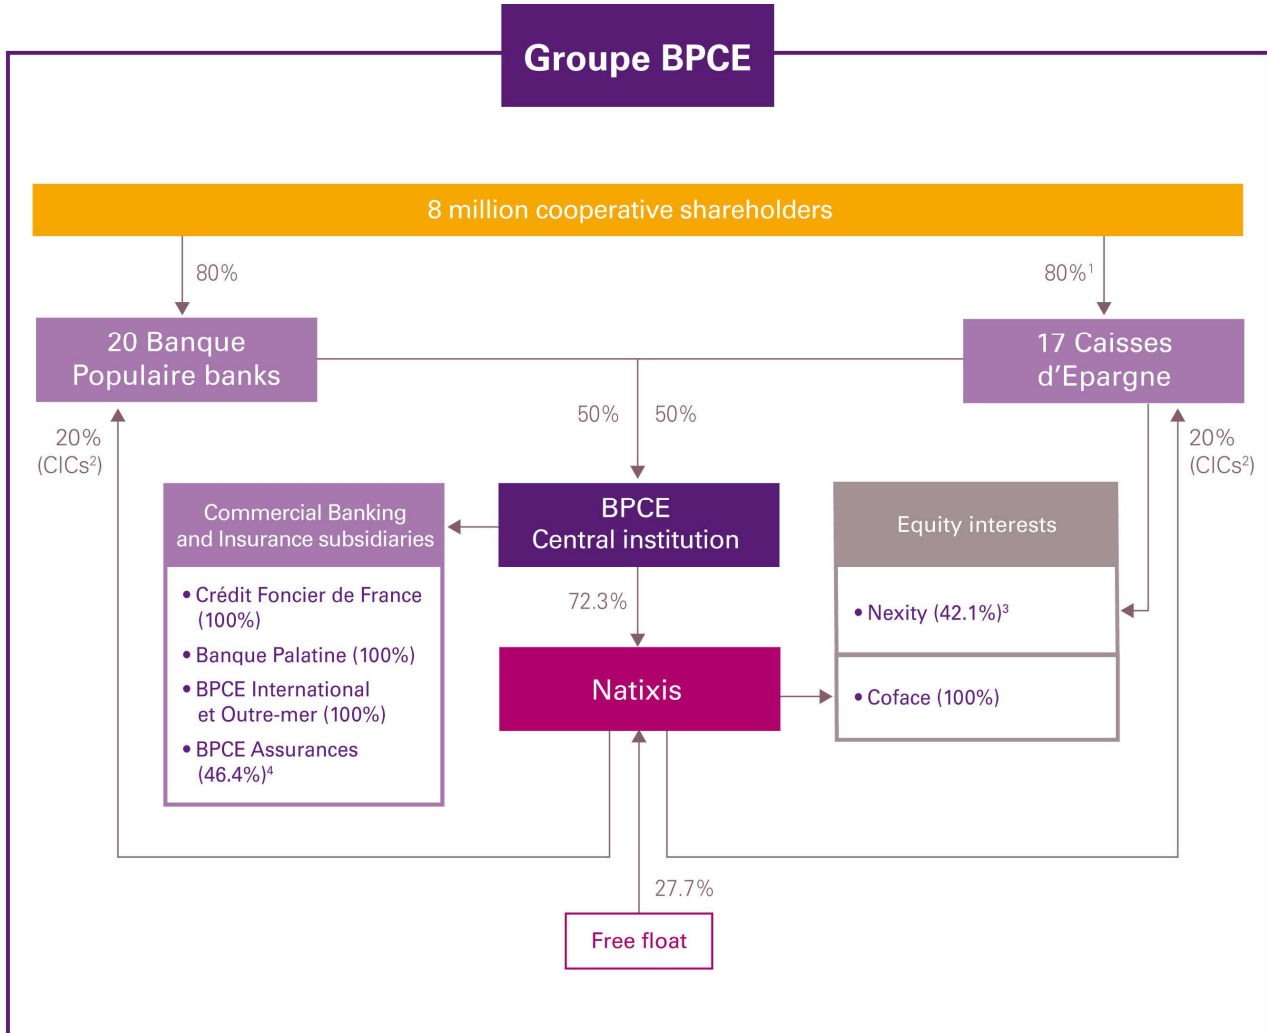 Groupe BPCE
8 million cooperative shareholders
80%
80%¹
20 Banque
Populaire banks
17 Caisses
d'Epargne
50%
50%
20%
(CICs²)
20%
(CICs²)
Commercial Banking
and Insurance subsidiaries
• Crédit Foncier de France
(100%)
• Banque Palatine (100%)
• BPCE International
et Outre-mer (100%)
• BPCE Assurances
(46.4%)⁴
BPCE
Central institution
72.3%
Natixis
Equity interests
• Nexity (42.1%)³
• Coface (100%)
27.7%
Free float